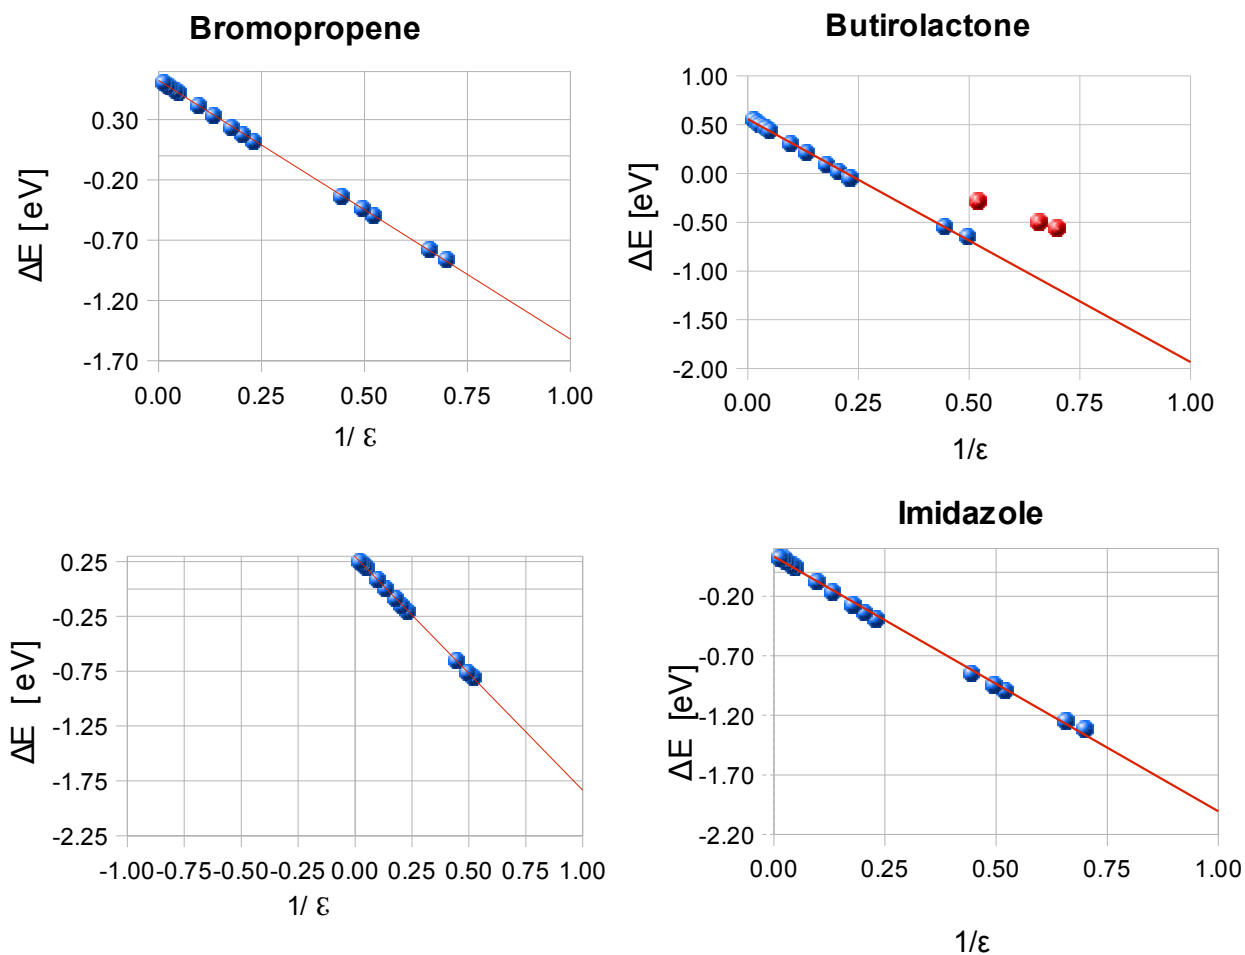 Bromopropene
0.30
-0.20
-0.70
-1.20
-1.70
ΔE [eV]
0.00 0.25 0.50 0.75 1.00
1/ ε
Butirolactone
1.00
0.50
0.00
-0.50
-1.00
-1.50
-2.00
ΔE [eV]
0.00 0.25 0.50 0.75 1.00
1/ε
0.25
-0.25
-0.75
-1.25
-1.75
-2.25
ΔE [eV]
-1.00 -0.75 -0.50 -0.25 0.00 0.25 0.50 0.75 1.00
1/ ε
Imidazole
-0.20
-0.70
-1.20
-1.70
-2.20
ΔE [eV]
0.00 0.25 0.50 0.75 1.00
1/ε